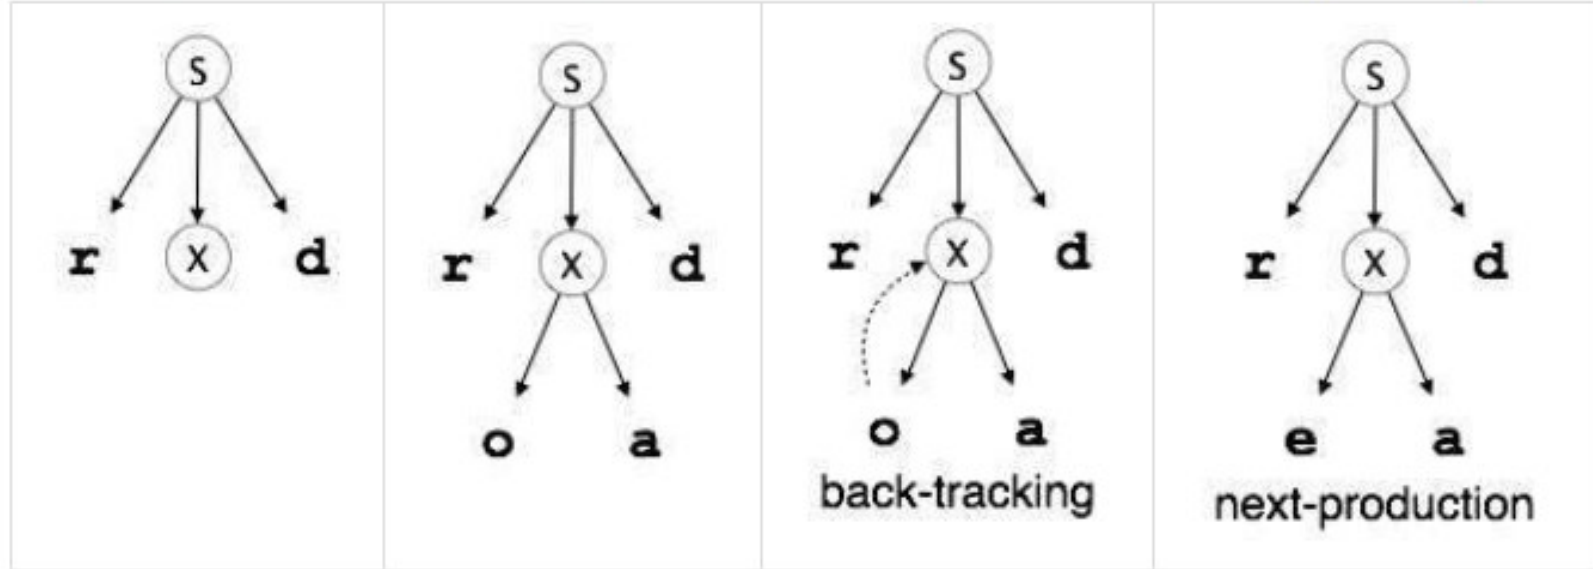 S
r X d
S
r X d
o a
S
r X d
o a
back-tracking
S
r X d
e a
next-production